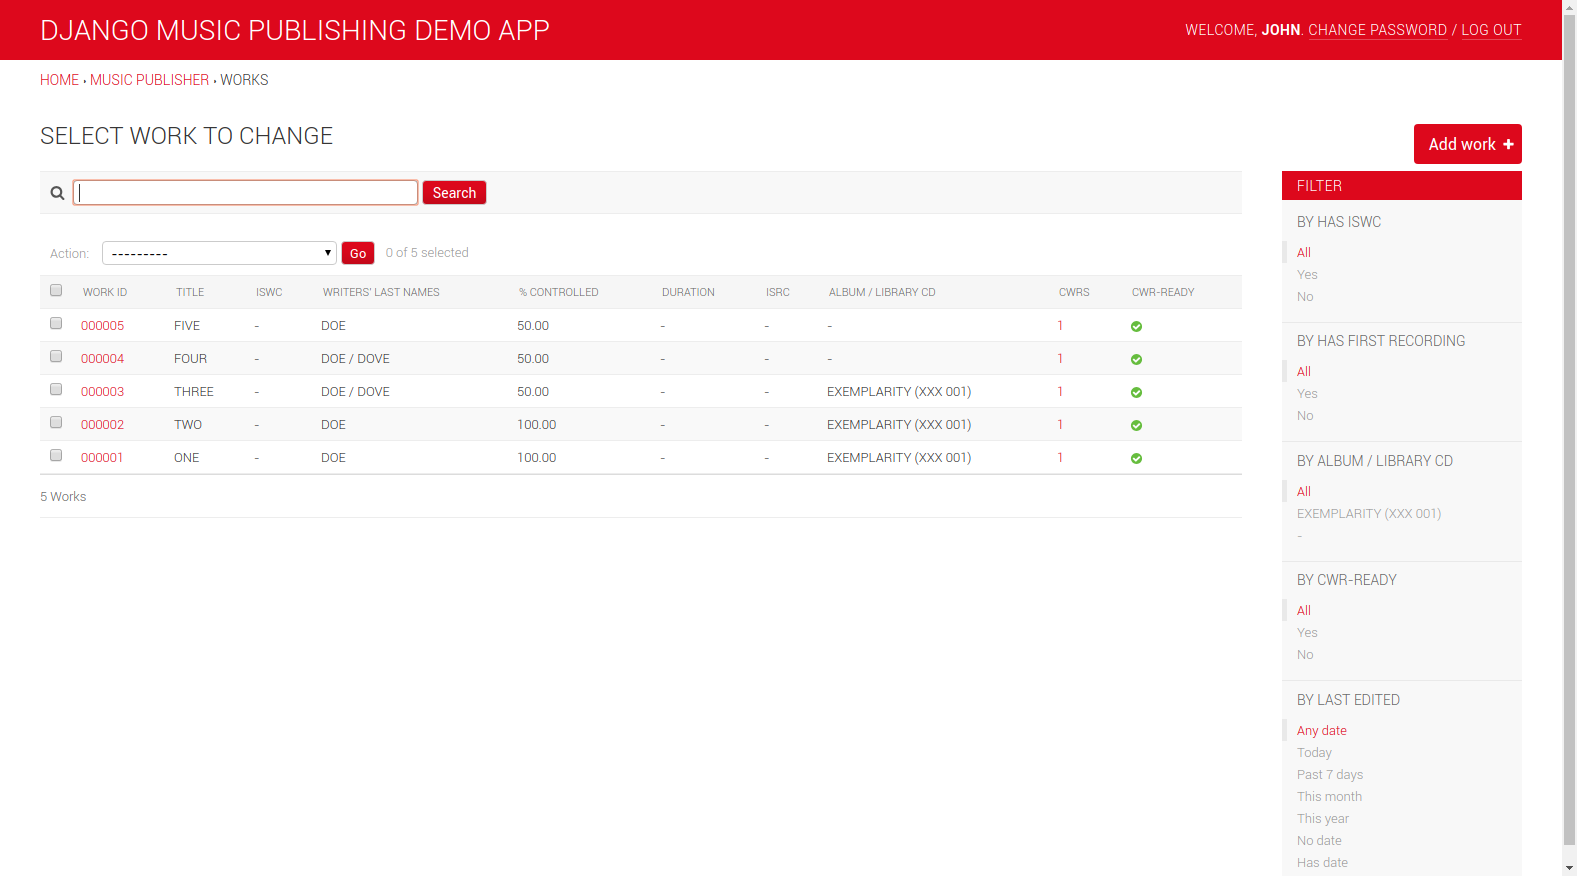 DJANGO MUSIC PUBLISHING DEMO APP
WELCOME, JOHN. CHANGE PASSWORD / LOG OUT
HOME › MUSIC PUBLISHER › WORKS
SELECT WORK TO CHANGE
Add work +
Search
Action: --------- Go 0 of 5 selected
WORK ID TITLE ISWC WRITERS' LAST NAMES % CONTROLLED DURATION ISRC ALBUM / LIBRARY CD CWRS CWR-READY
000005 FIVE - DOE 50.00 - - - 1
000004 FOUR - DOE / DOVE 50.00 - - - 1
000003 THREE - DOE / DOVE 50.00 - - EXEMPLARITY (XXX 001) 1
000002 TWO - DOE 100.00 - - EXEMPLARITY (XXX 001) 1
000001 ONE - DOE 100.00 - - EXEMPLARITY (XXX 001) 1
5 Works
FILTER
BY HAS ISWC
All
Yes
No
BY HAS FIRST RECORDING
All
Yes
No
BY ALBUM / LIBRARY CD
All
EXEMPLARITY (XXX 001)
-
BY CWR-READY
All
Yes
No
BY LAST EDITED
Any date
Today
Past 7 days
This month
This year
No date
Has date